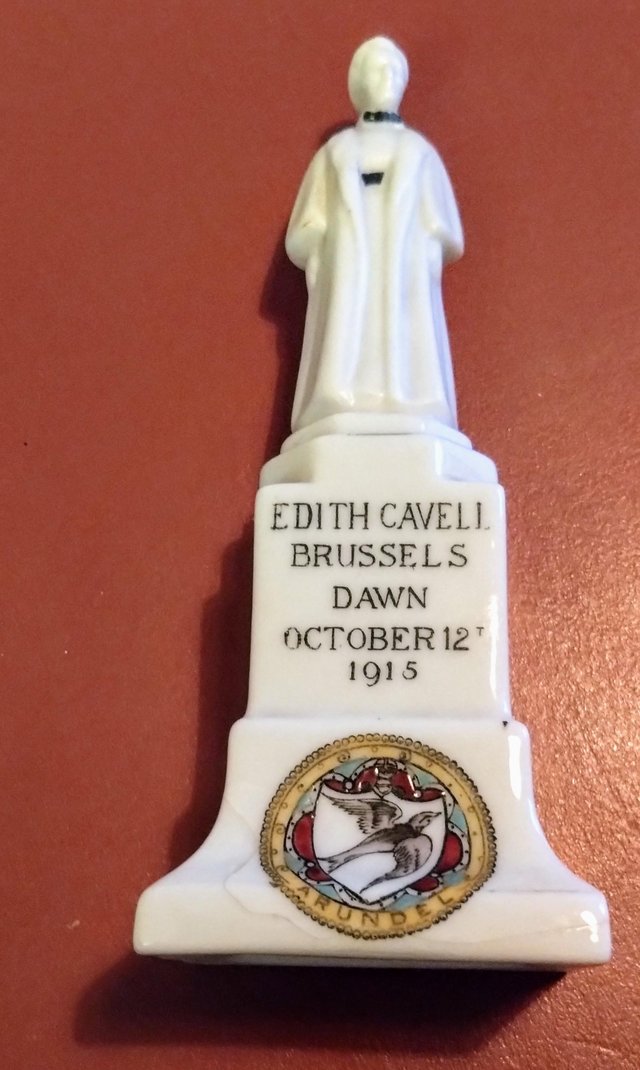 EDITH CAVELL
BRUSSELS
DAWN
OCTOBER 12ᵀ
1915
ARUNDEL